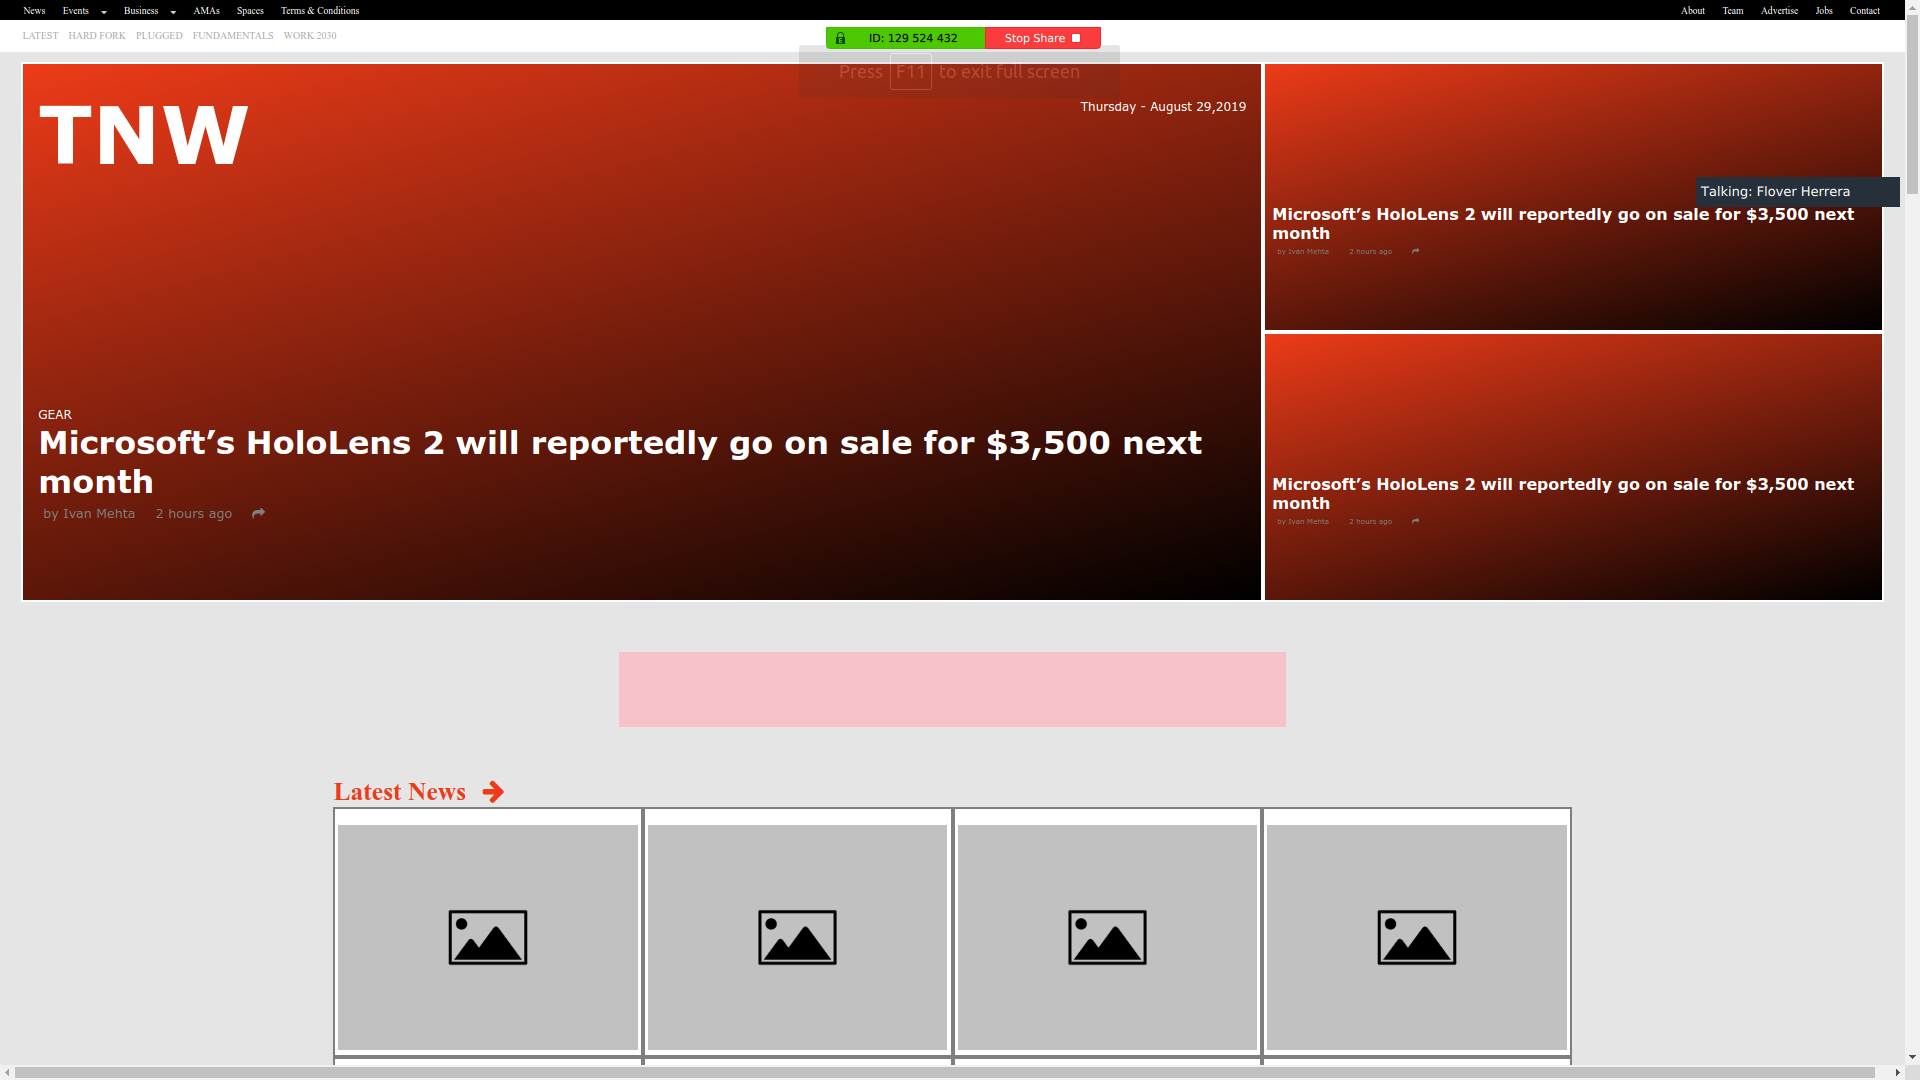 News Events Business AMAs Spaces Terms & Conditions About Team Advertise Jobs Contact
LATEST HARD FORK PLUGGED FUNDAMENTALS WORK 2030
ID: 129 524 432 Stop Share
Press F11 to exit full screen
TNW
Thursday - August 29,2019
GEAR
Microsoft’s HoloLens 2 will reportedly go on sale for $3,500 next
month
by Ivan Mehta 2 hours ago
Talking: Flover Herrera
Microsoft’s HoloLens 2 will reportedly go on sale for $3,500 next
month
by Ivan Mehta 2 hours ago
Microsoft’s HoloLens 2 will reportedly go on sale for $3,500 next
month
by Ivan Mehta 2 hours ago
Latest News